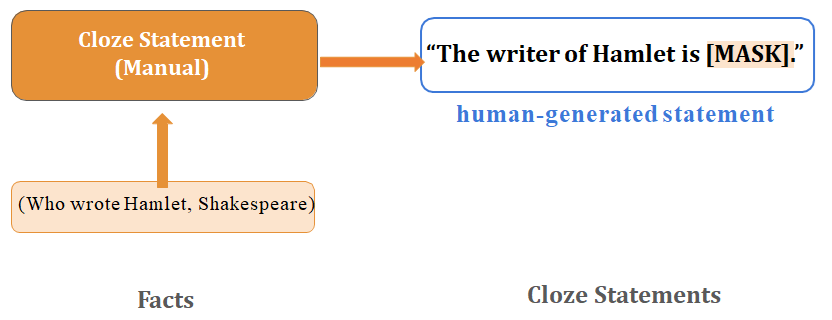 Cloze Statement
(Manual)
“The writer of Hamlet is [MASK].”
human-generated statement
(Who wrote Hamlet, Shakespeare)
Facts
Cloze Statements